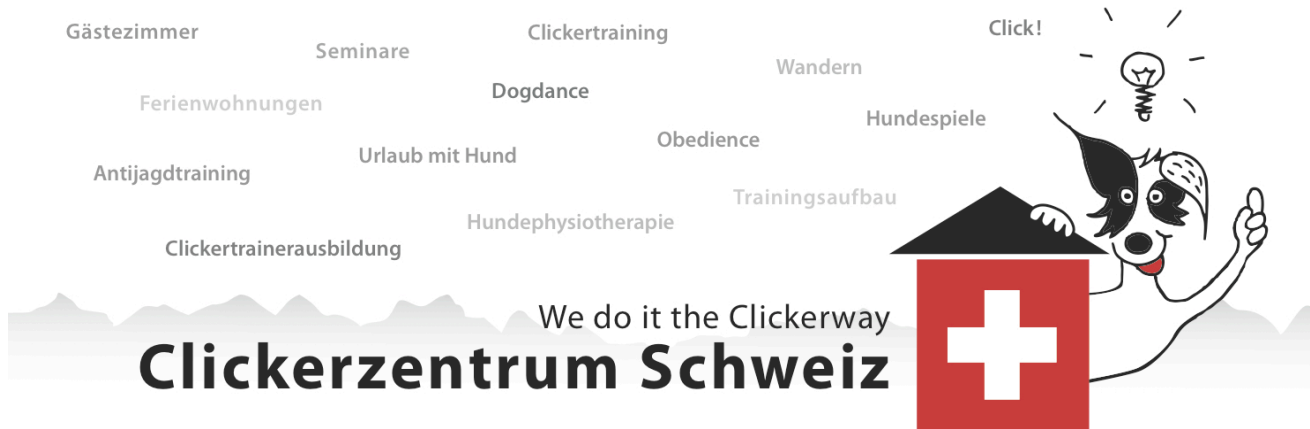 Gästezimmer
Seminare
Clickertraining
Click!
Wandern
Ferienwohnungen
Dogdance
Hundespiele
Obedience
Urlaub mit Hund
Antijagdtraining
Trainingsaufbau
Hundephysiotherapie
Clickertrainerausbildung
We do it the Clickerway
Clickerzentrum Schweiz